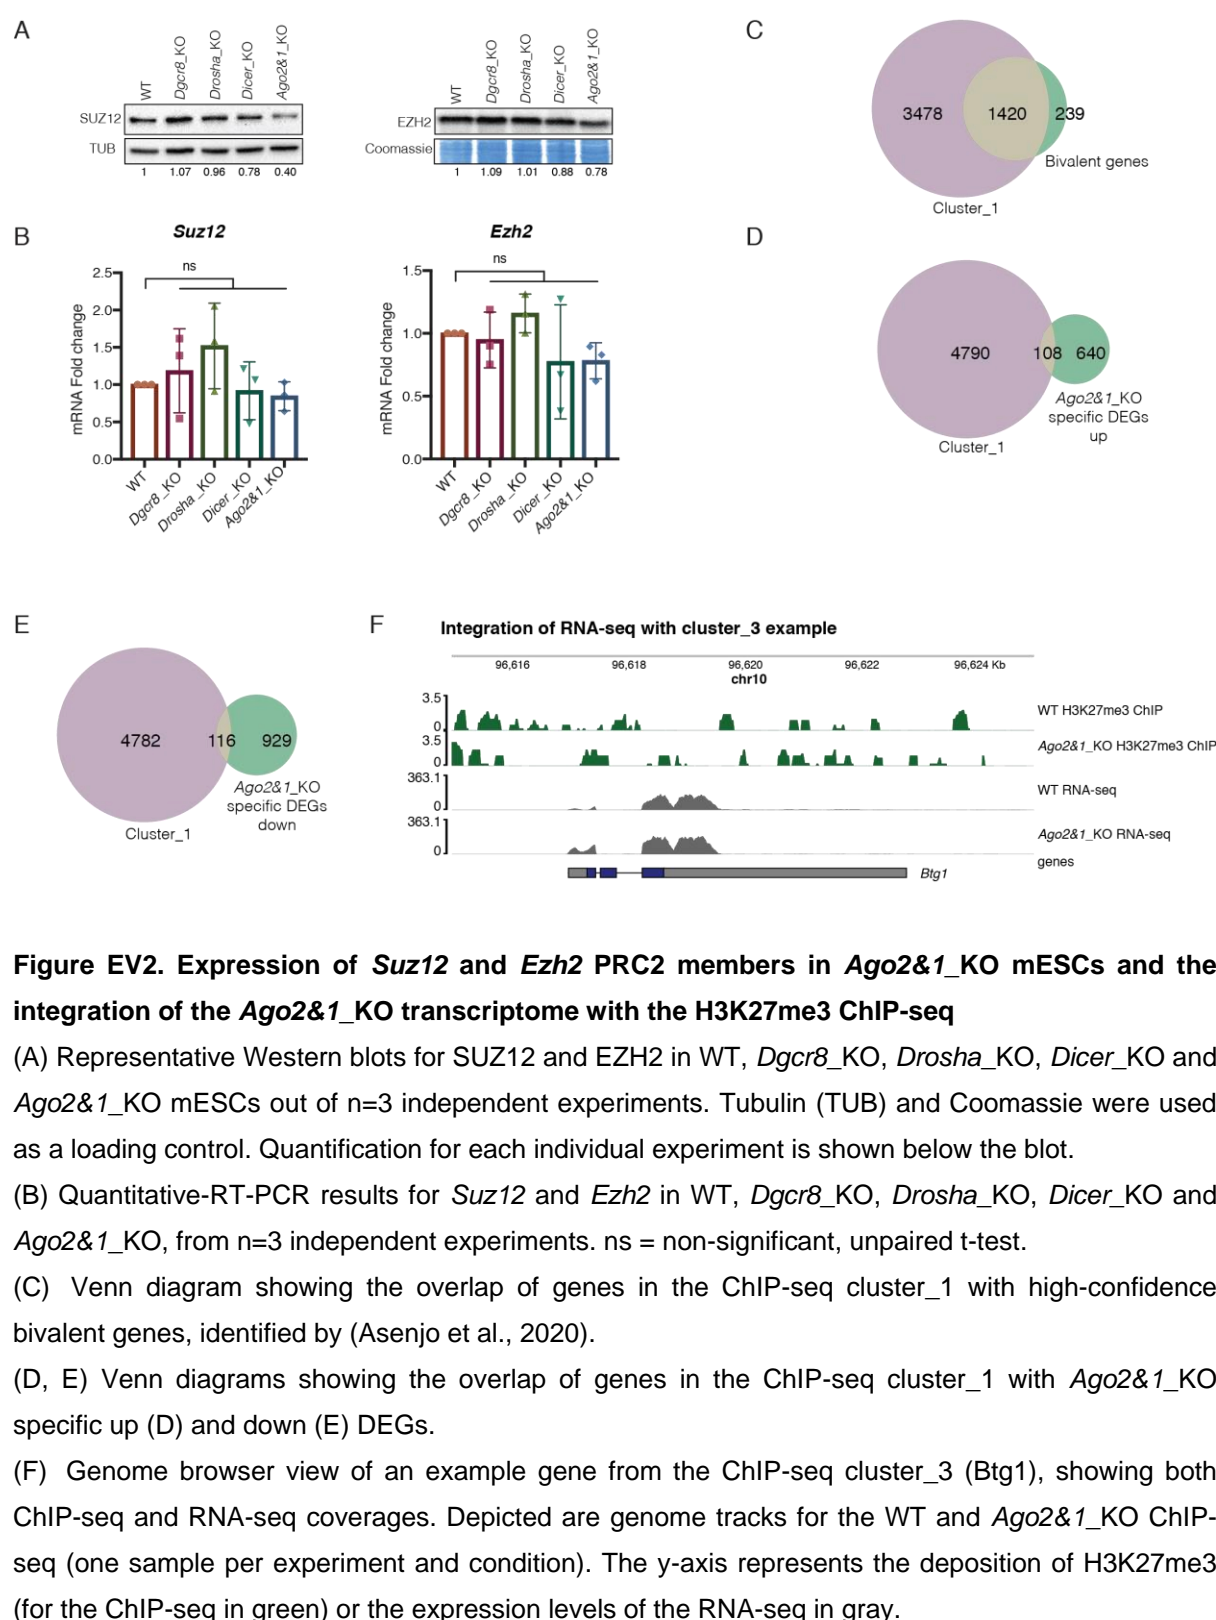 A
WT
Dgcr8_KO
Drosha_KO
Dicer_KO
Ago2&1_KO
SUZ12
TUB
1 1.07 0.96 0.78 0.40
WT
Dgcr8_KO
Drosha_KO
Dicer_KO
Ago2&1_KO
EZH2
Coomassie
1 1.09 1.01 0.88 0.78
B
Suz12
ns
mRNA Fold change
2.5
2.0
1.5
1.0
0.5
0.0
WT
Dgcr8_KO
Drosha_KO
Dicer_KO
Ago2&1_KO
Ezh2
ns
mRNA Fold change
1.5
1.0
0.5
0.0
WT
Dgcr8_KO
Drosha_KO
Dicer_KO
Ago2&1_KO
C
3478 1420 239
Bivalent genes
Cluster_1
D
4790 108 640
Ago2&1_KO
specific DEGs
up
Cluster_1
E
4782 116 929
Ago2&1_KO
specific DEGs
down
Cluster_1
F
Integration of RNA-seq with cluster_3 example
96,616 96,618 96,620 96,622 96,624 Kb
chr10
3.5
0
WT H3K27me3 ChIP
3.5
0
Ago2&1_KO H3K27me3 ChIP
363.1
0
WT RNA-seq
363.1
0
Ago2&1_KO RNA-seq
genes
Btg1
Figure EV2. Expression of Suz12 and Ezh2 PRC2 members in Ago2&1_KO mESCs and the
integration of the Ago2&1_KO transcriptome with the H3K27me3 ChIP-seq
(A) Representative Western blots for SUZ12 and EZH2 in WT, Dgcr8_KO, Drosha_KO, Dicer_KO and
Ago2&1_KO mESCs out of n=3 independent experiments. Tubulin (TUB) and Coomassie were used
as a loading control. Quantification for each individual experiment is shown below the blot.
(B) Quantitative-RT-PCR results for Suz12 and Ezh2 in WT, Dgcr8_KO, Drosha_KO, Dicer_KO and
Ago2&1_KO, from n=3 independent experiments. ns = non-significant, unpaired t-test.
(C) Venn diagram showing the overlap of genes in the ChIP-seq cluster_1 with high-confidence
bivalent genes, identified by (Asenjo et al., 2020).
(D, E) Venn diagrams showing the overlap of genes in the ChIP-seq cluster_1 with Ago2&1_KO
specific up (D) and down (E) DEGs.
(F) Genome browser view of an example gene from the ChIP-seq cluster_3 (Btg1), showing both
ChIP-seq and RNA-seq coverages. Depicted are genome tracks for the WT and Ago2&1_KO ChIP-
seq (one sample per experiment and condition). The y-axis represents the deposition of H3K27me3
(for the ChIP-seq in green) or the expression levels of the RNA-seq in gray.